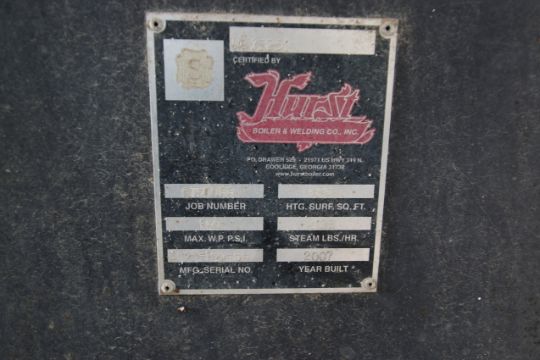 S
CERTIFIED BY
Hurst
BOILER & WELDING CO., INC.
P.O. DRAWER 529 • 21971 US HWY 319 N.
COOLIDGE, GEORGIA 31738
www.hurstboiler.com
JOB NUMBER HTG. SURF. SQ. FT.
MAX. W.P. P.S.I. STEAM LBS./HR.
2007
MFG. SERIAL NO. YEAR BUILT